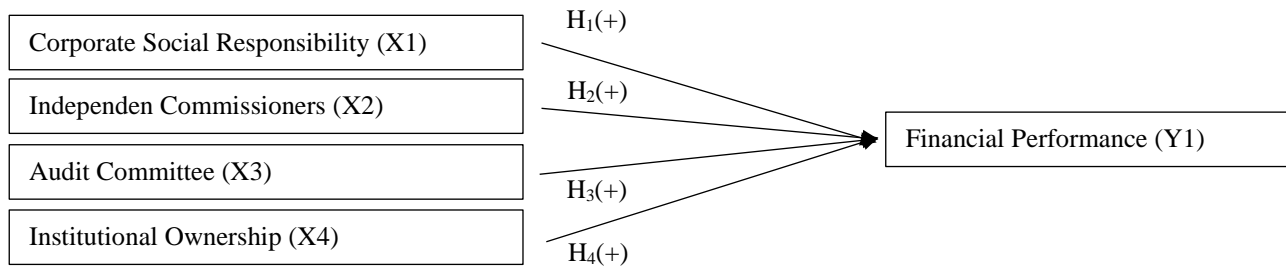 H₁(+)
Corporate Social Responsibility (X1)
H₂(+)
Independen Commissioners (X2)
Financial Performance (Y1)
Audit Committee (X3)
H₃(+)
Institutional Ownership (X4)
H₄(+)